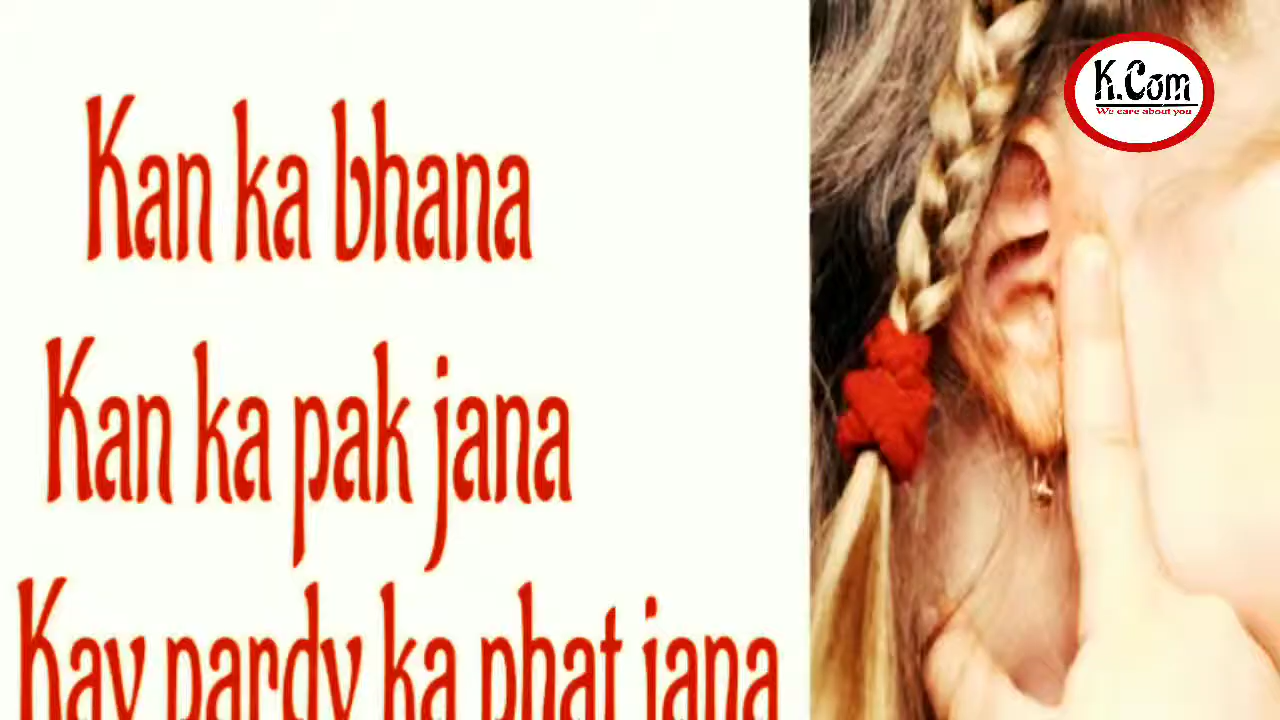 K.Com
We care about you
Kan ka bhana
Kan ka pak jana
Kay pardy ka phat jana